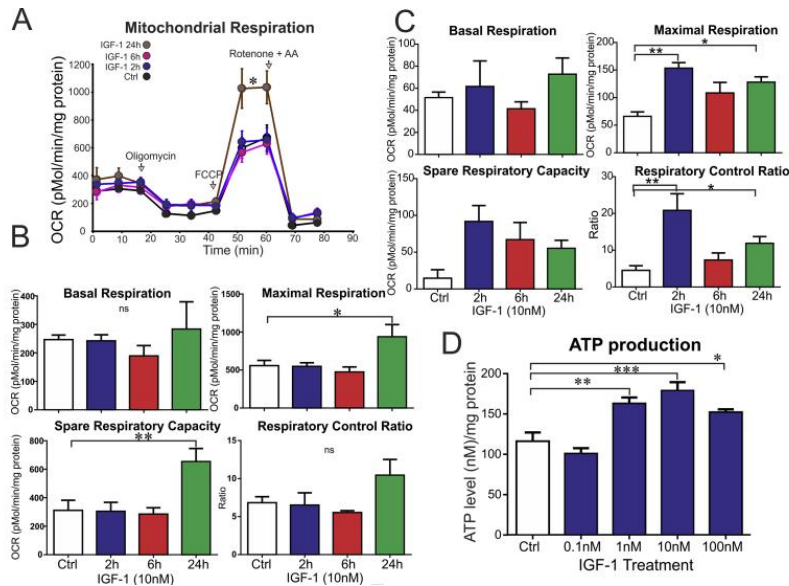 A
Mitochondrial Respiration
IGF-1 24h
IGF-1 6h
IGF-1 2h
Ctrl
Rotenone + AA
*
Oligomycin
FCCP
OCR (pMol/min/mg protein)
1200
1000
800
600
400
200
0
0 10 20 30 40 50 60 70 80 90
Time (min)
B
Basal Respiration
ns
OCR (pMol/min/mg protein)
400
300
200
100
0
Maximal Respiration
*
OCR (pMol/min/mg protein)
1500
1000
500
0
Spare Respiratory Capacity
**
OCR (pMol/min/mg protein)
800
600
400
200
0
Ctrl 2h 6h 24h
IGF-1 (10nM)
Respiratory Control Ratio
ns
Ratio
15
10
5
0
Ctrl 2h 6h 24h
IGF-1 (10nM)
C
Basal Respiration
OCR (pMol/min/mg protein)
100
80
60
40
20
0
Maximal Respiration
*
**
OCR (pMol/min/mg protein)
200
150
100
50
0
Spare Respiratory Capacity
OCR (pMol/min/mg protein)
150
100
50
0
Ctrl 2h 6h 24h
IGF-1 (10nM)
Respiratory Control Ratio
**
*
Ratio
30
20
10
0
Ctrl 2h 6h 24h
IGF-1 (10nM)
D
ATP production
*
***
**
ATP level (nM)/mg protein
200
150
100
50
0
Ctrl 0.1nM 1nM 10nM 100nM
IGF-1 Treatment